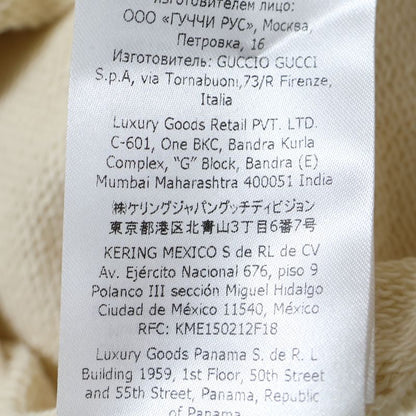 изготовителем лицо:
ООО «ГУЧЧИ РУС», Москва,
Петровка, 16
Изготовитель: GUCCIO GUCCI
S.p.A, via Tornabuoni,73/R Firenze,
Italia
Luxury Goods Retail PVT. LTD.
C-601, One BKC, Bandra Kurla
Complex, “G” Block, Bandra (E)
Mumbai Maharashtra 400051 India
㈱ケリングジャパングッチディビジョン
東京都港区北青山3丁目6番7号
KERING MEXICO S de RL de CV
Av. Ejército Nacional 676, piso 9
Polanco III sección Miguel Hidalgo
Ciudad de México 11540, México
RFC: KME150212F18
Luxury Goods Panama S. de R. L
Building 1959, 1st Floor, 50th Street
and 55th Street, Panama, Republic
of Panama